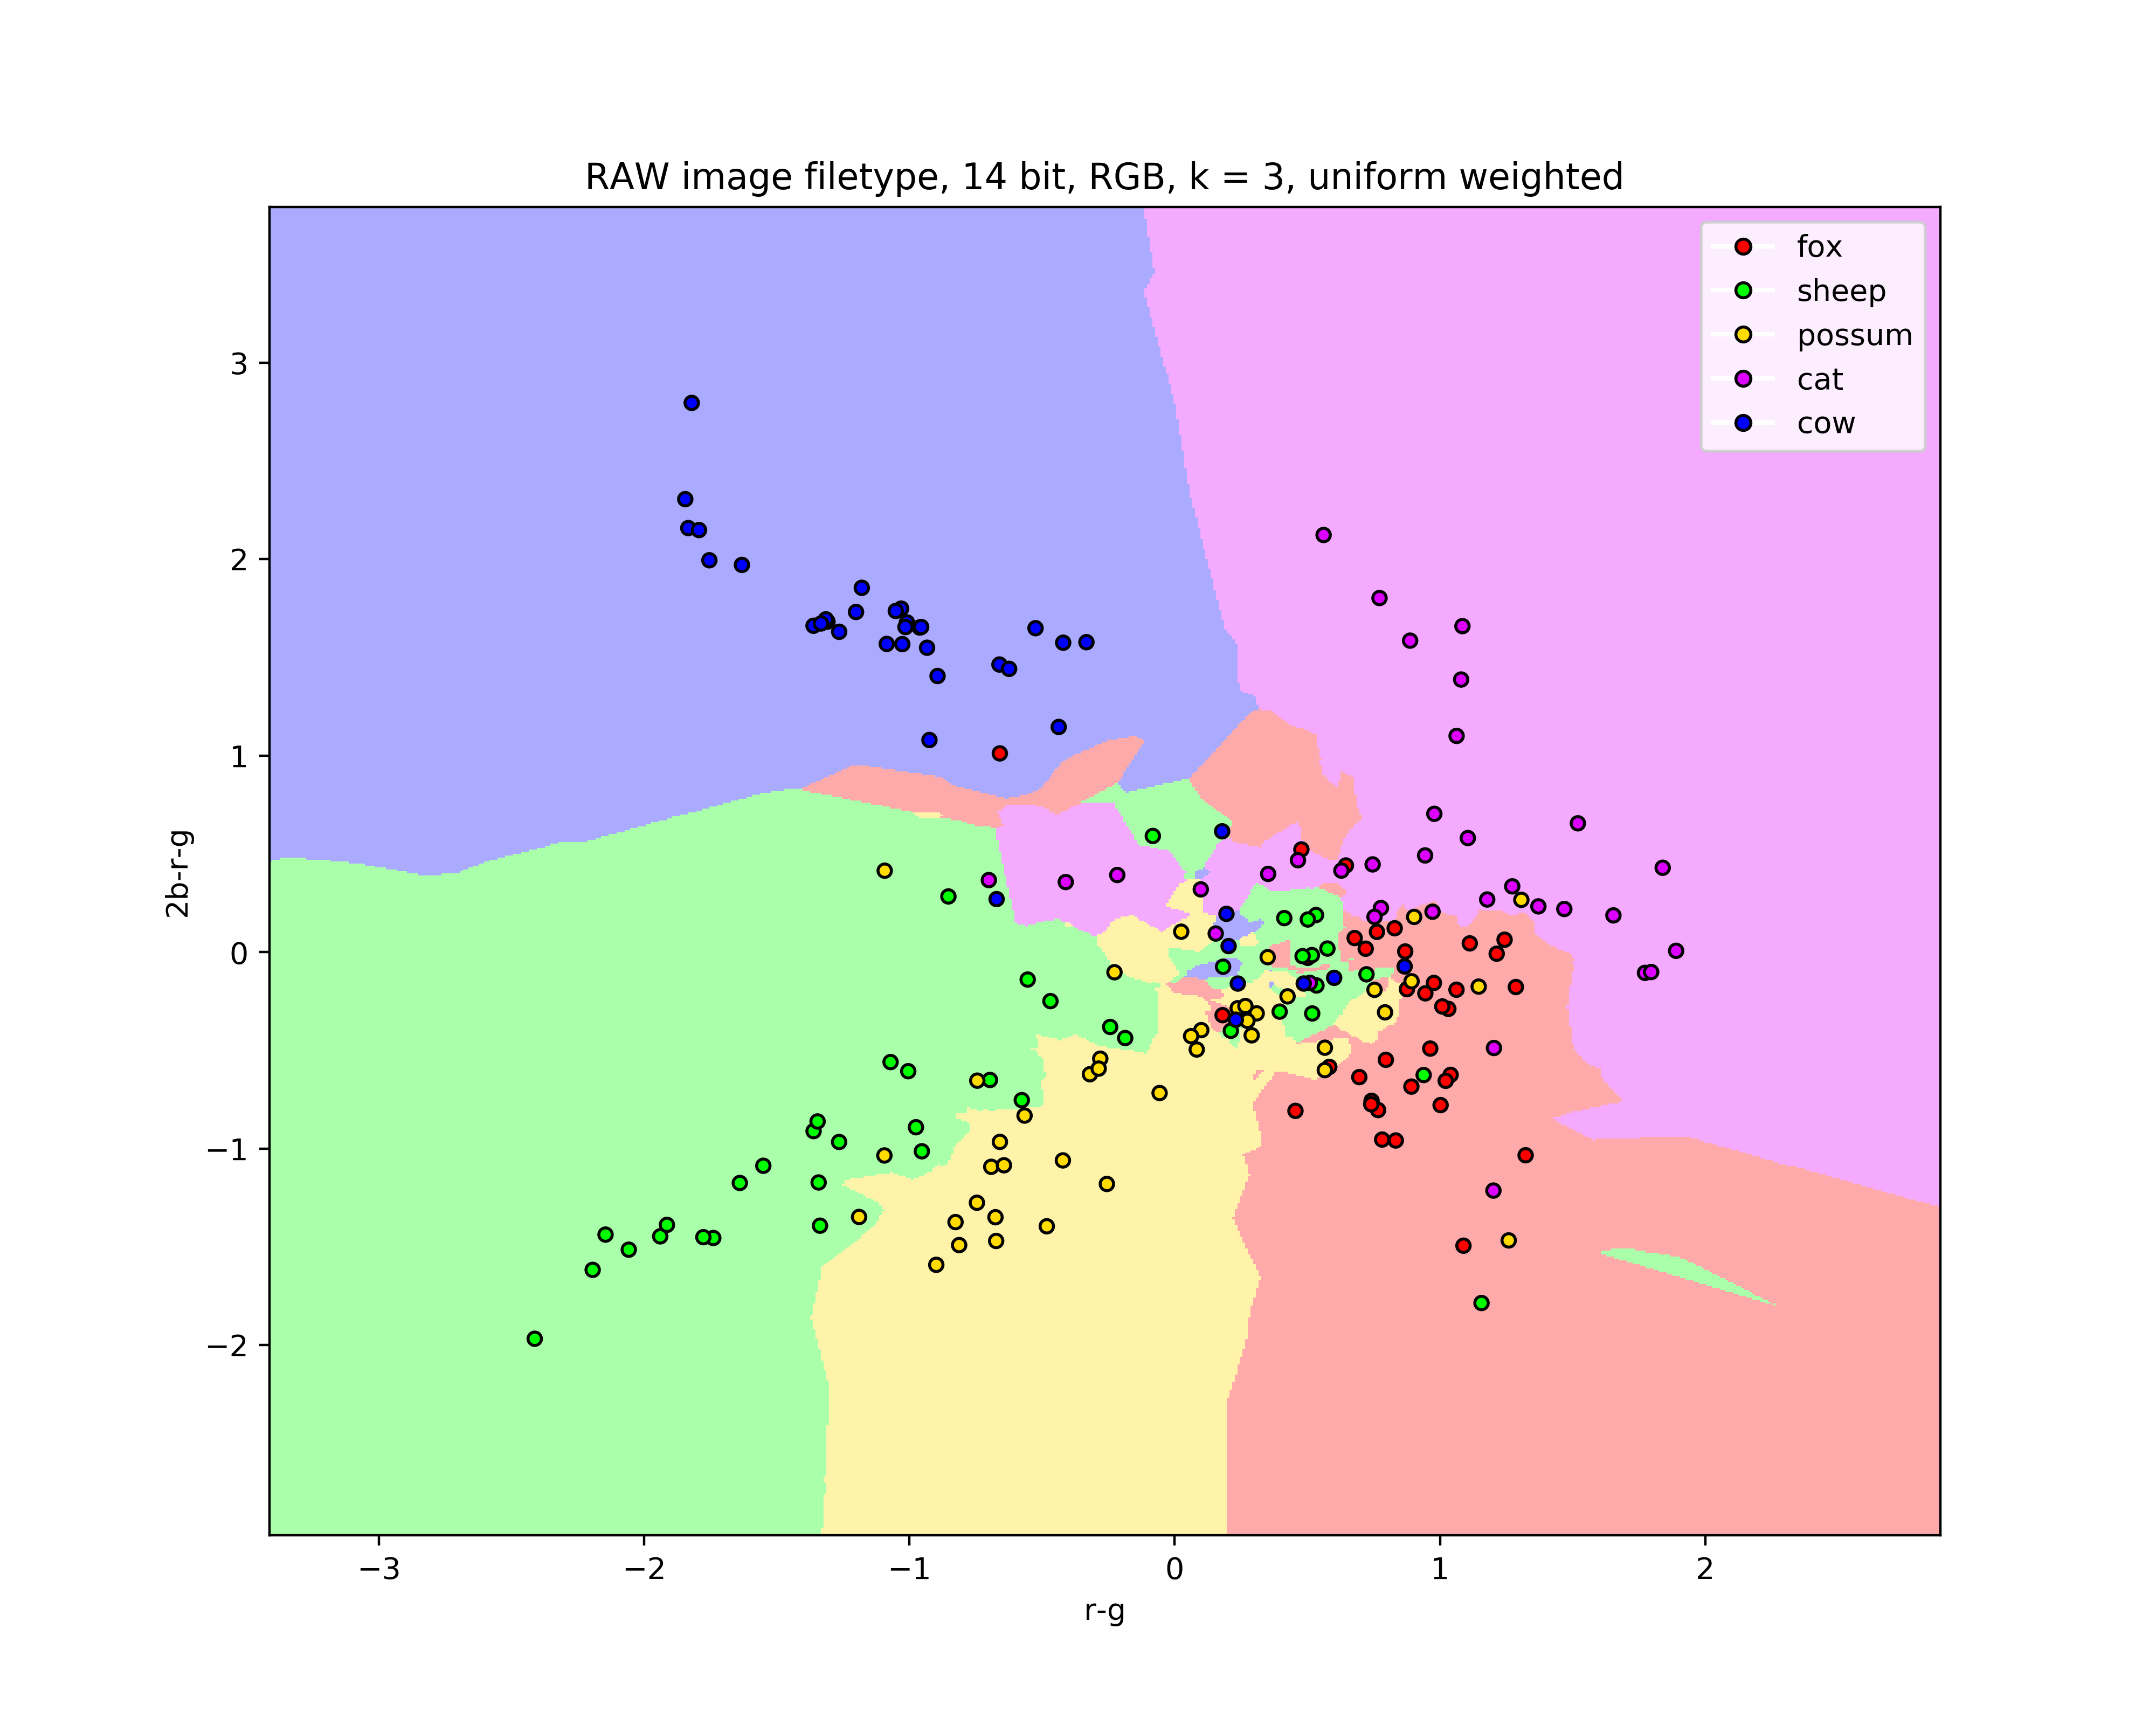 RAW image filetype, 14 bit, RGB, k = 3, uniform weighted
fox
sheep
possum
cat
cow
3
2
1
0
−1
−2
2b-r-g
−3 −2 −1 0 1 2
r-g